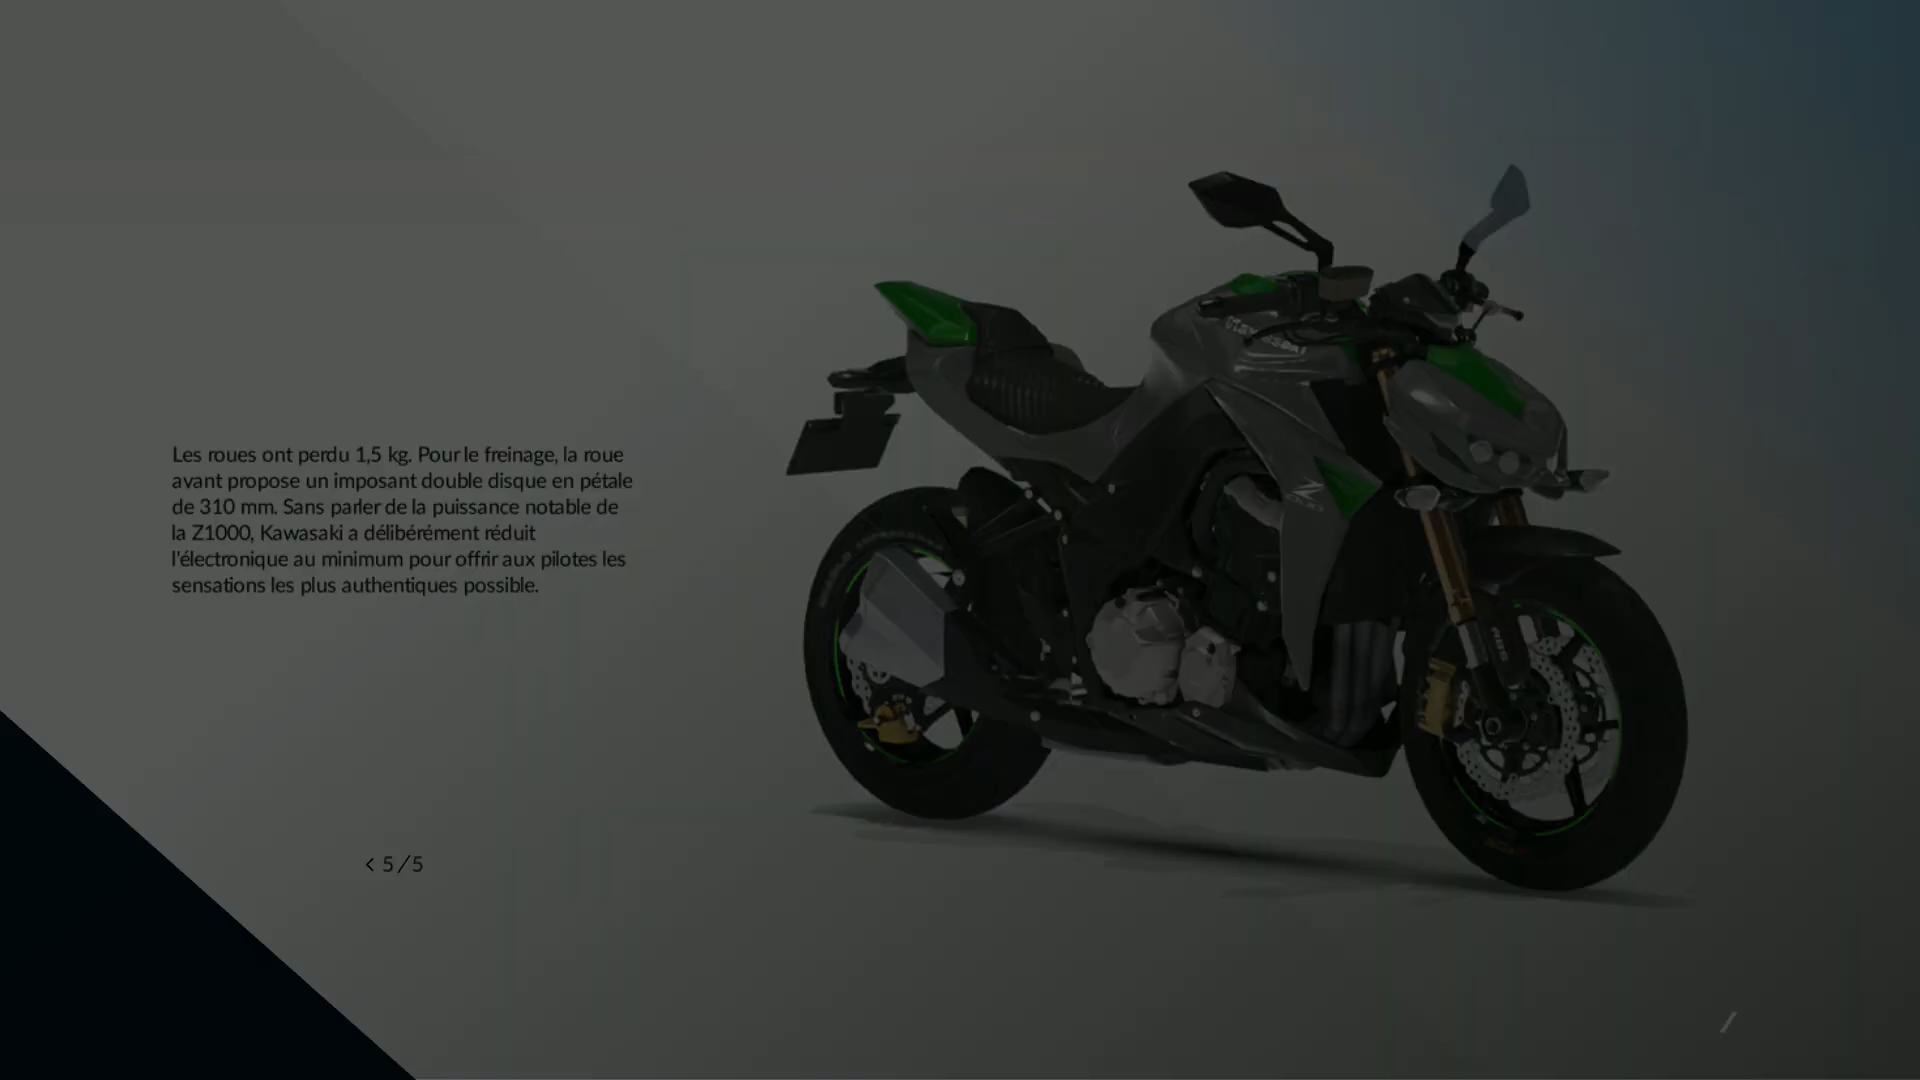 Les roues ont perdu 1,5 kg. Pour le freinage, la roue
avant propose un imposant double disque en pétale
de 310 mm. Sans parler de la puissance notable de
la Z1000, Kawasaki a délibérément réduit
l'électronique au minimum pour offrir aux pilotes les
sensations les plus authentiques possible.
< 5/5
Kawasaki
ABS